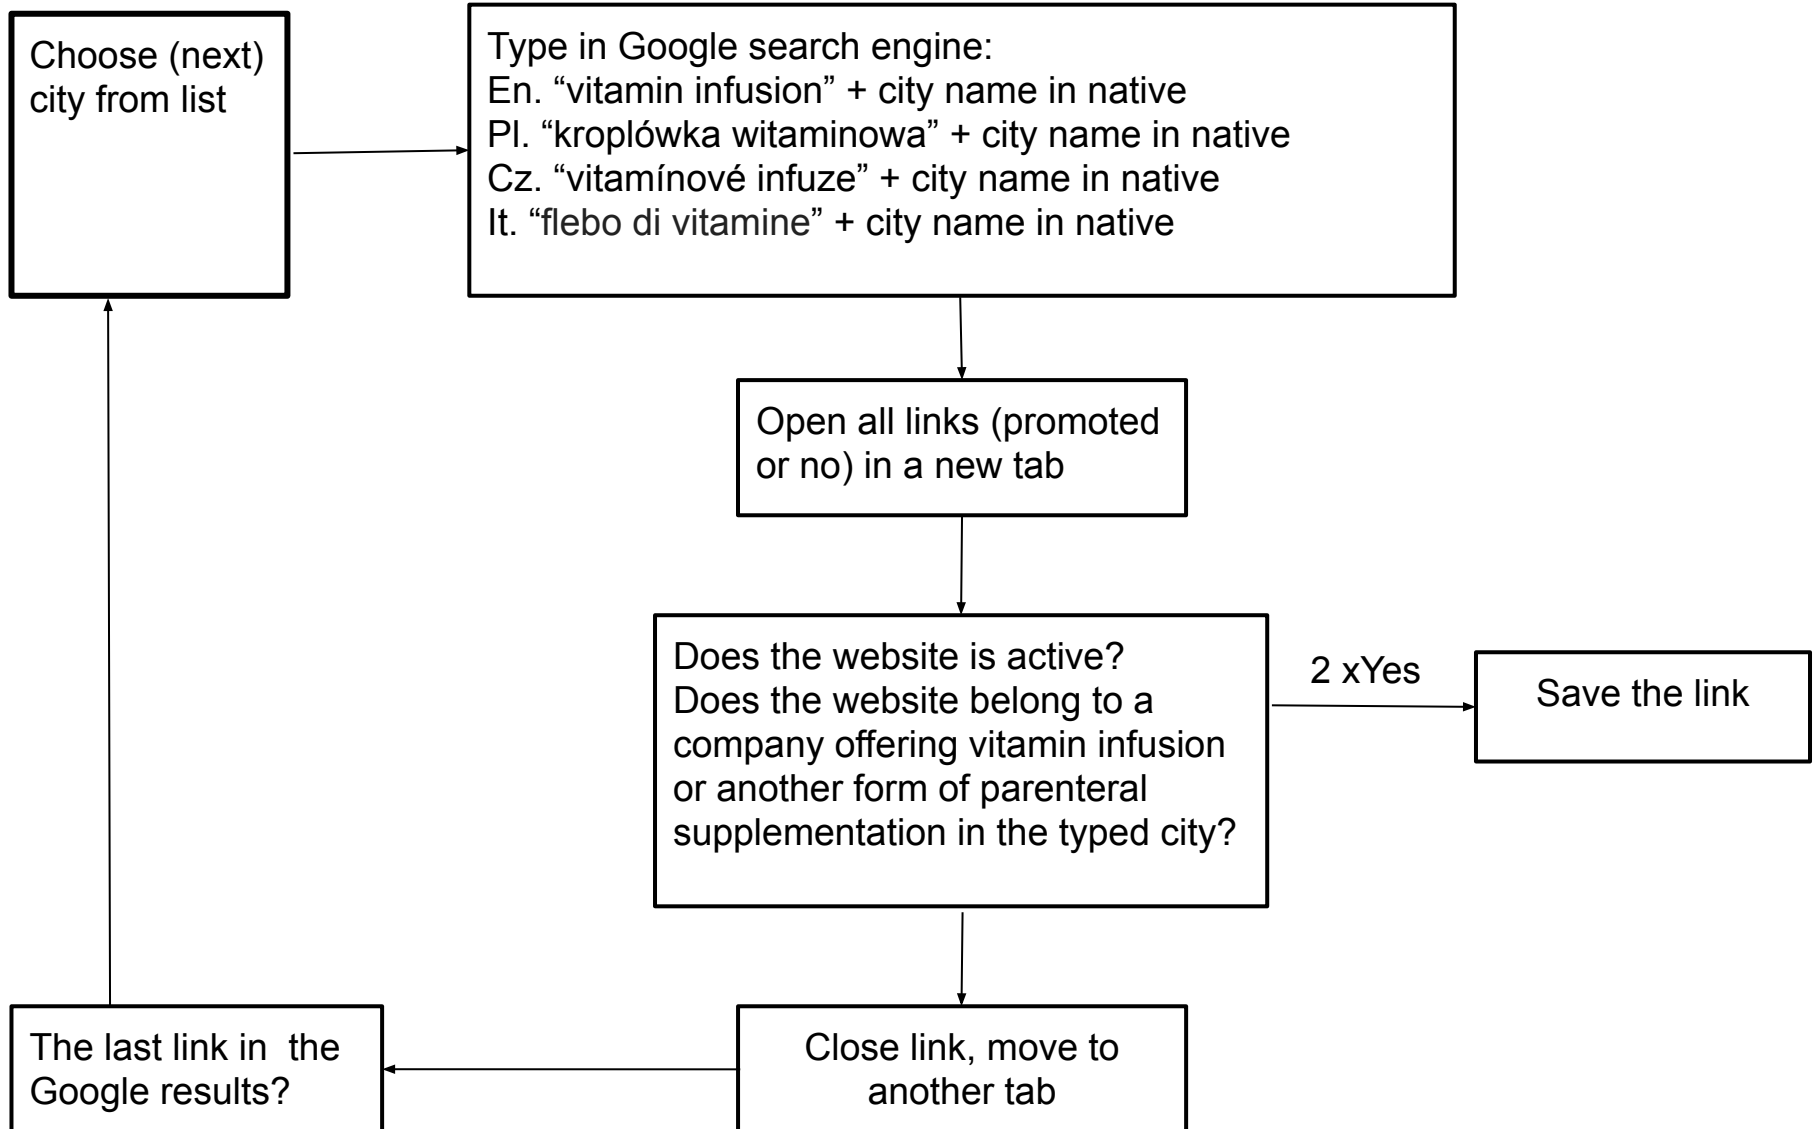 Choose (next)
city from list
Type in Google search engine:
En. “vitamin infusion” + city name in native
Pl. “kroplówka witaminowa” + city name in native
Cz. “vitamínové infuze” + city name in native
It. “flebo di vitamine” + city name in native
Open all links (promoted
or no) in a new tab
Does the website is active?
Does the website belong to a
company offering vitamin infusion
or another form of parenteral
supplementation in the typed city?
2 xYes
Save the link
Close link, move to
another tab
The last link in  the
Google results?